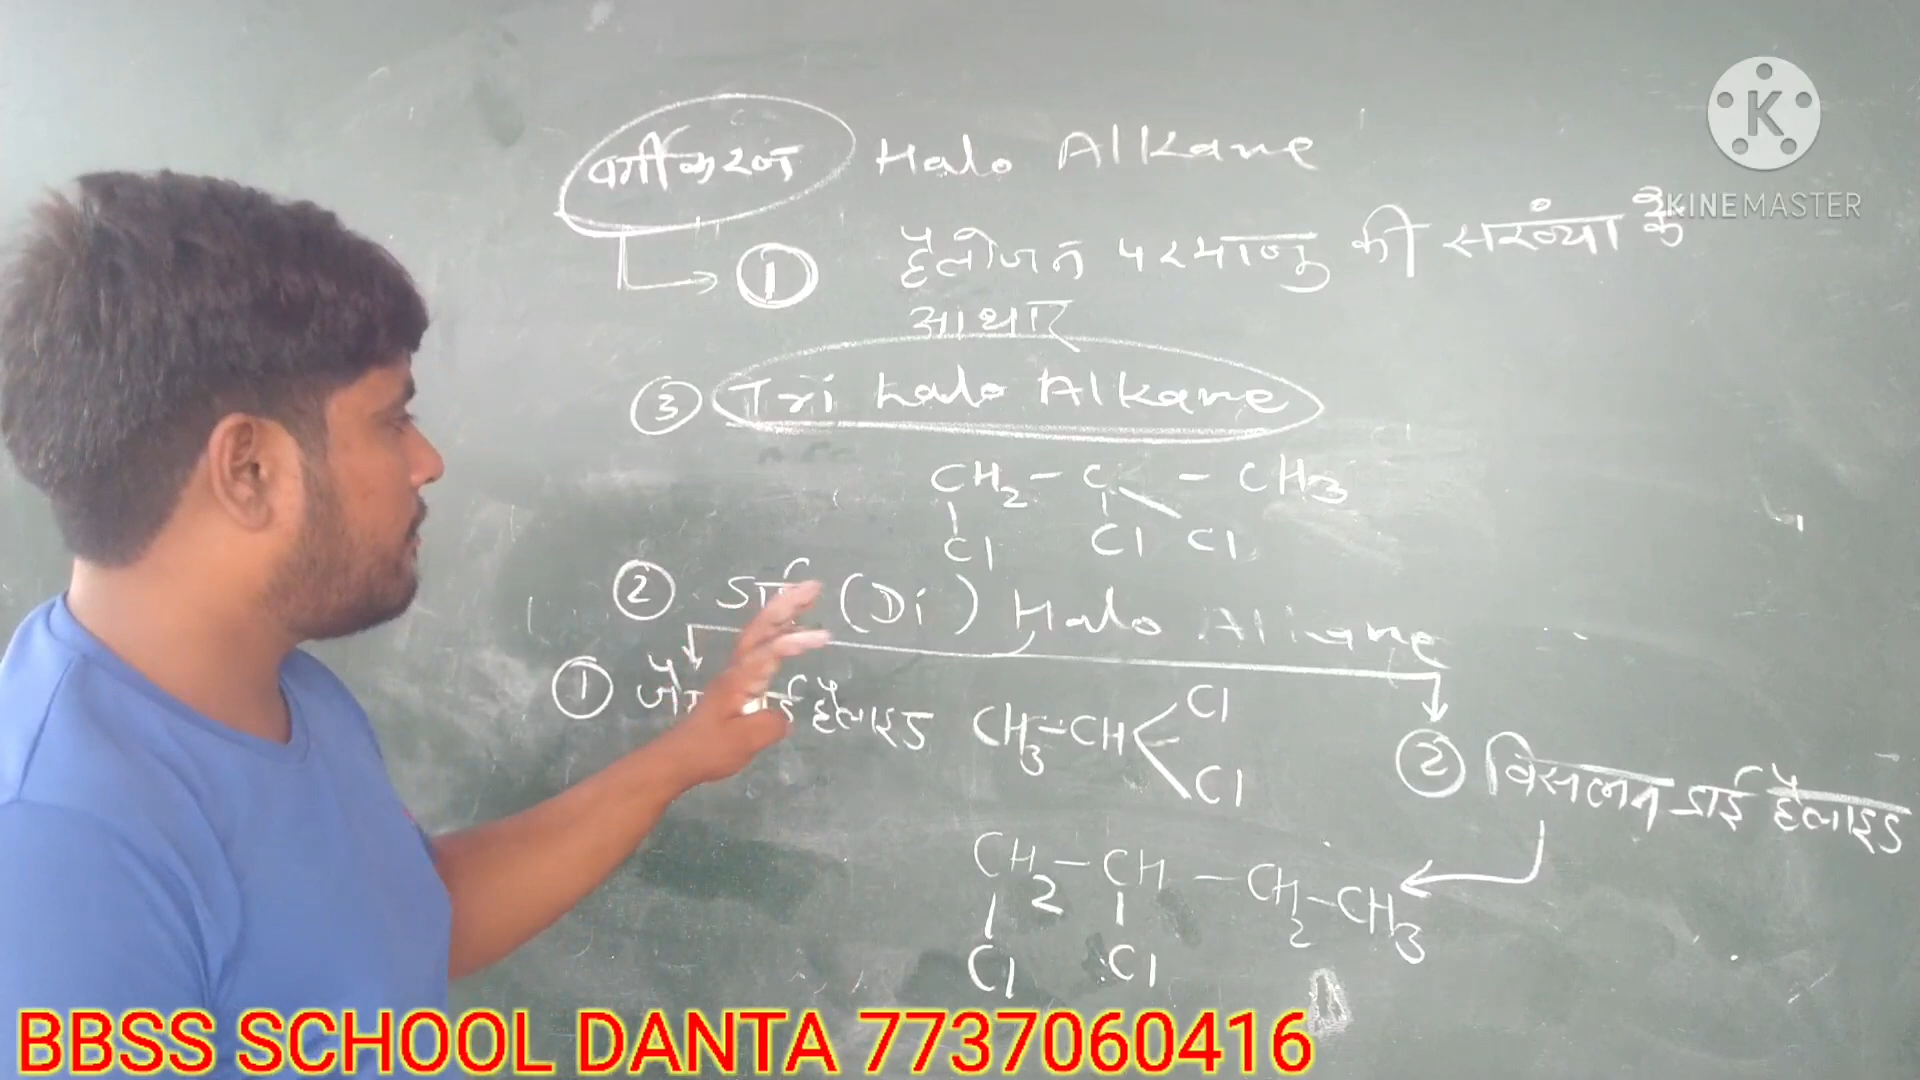 वर्गीकरण Halo Alkane
K
KINEMASTER
① हैलोजन परमाणु की संख्या के
आधार
③ Tri halo Alkane
CH2 - C - CH3
Cl Cl Cl
② डाई (Di) Halo Alkane
① हैलाइड CH3-CH
Cl
Cl
② विसलन डाई हैलाइड
CH2 - CH - CH2 - CH3
Cl Cl
BBSS SCHOOL DANTA 7737060416